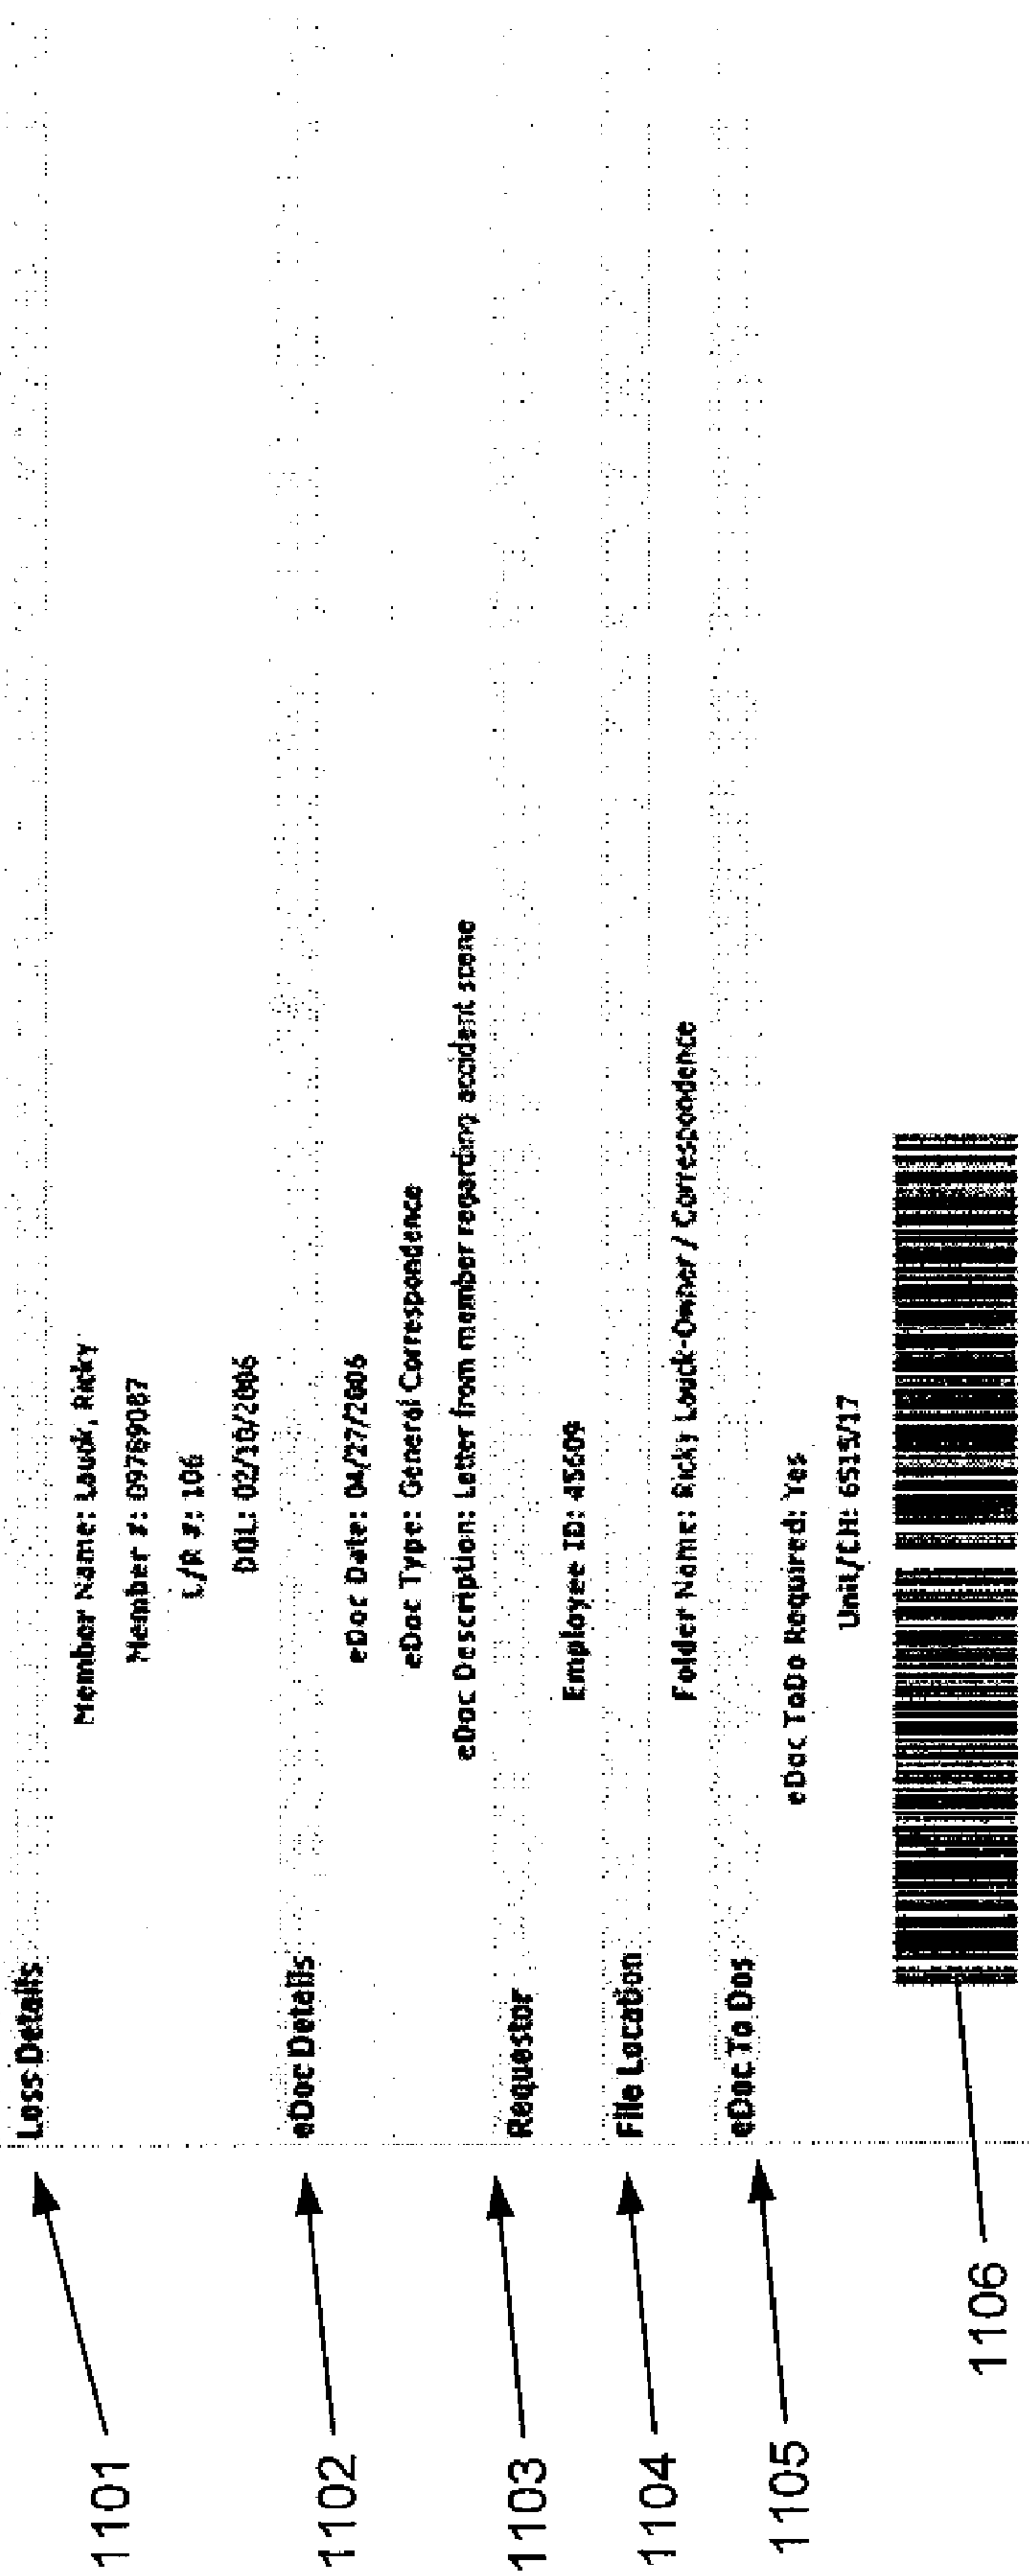 1101
Loss Details
Member Name: Lauck, Ricky
Member #: 09789087
L/R #: 106
DOL: 02/10/2006
1102
eDoc Details
eDoc Date: 04/27/2006
eDoc Type: General Correspondence
eDoc Description: Letter from member regarding accident scene
1103
Requestor
Employee ID: 45609
1104
File Location
Folder Name: Ricky Lauck-Owner / Correspondence
1105
eDoc To Dos
eDoc ToDo Required: Yes
Unit/CH: 6515/17
1106